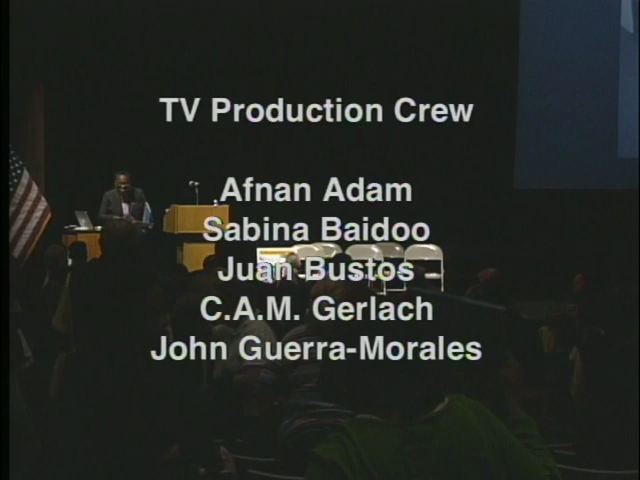 TV Production Crew
Afnan Adam
Sabina Baidoo
Juan Bustos
C.A.M. Gerlach
John Guerra-Morales